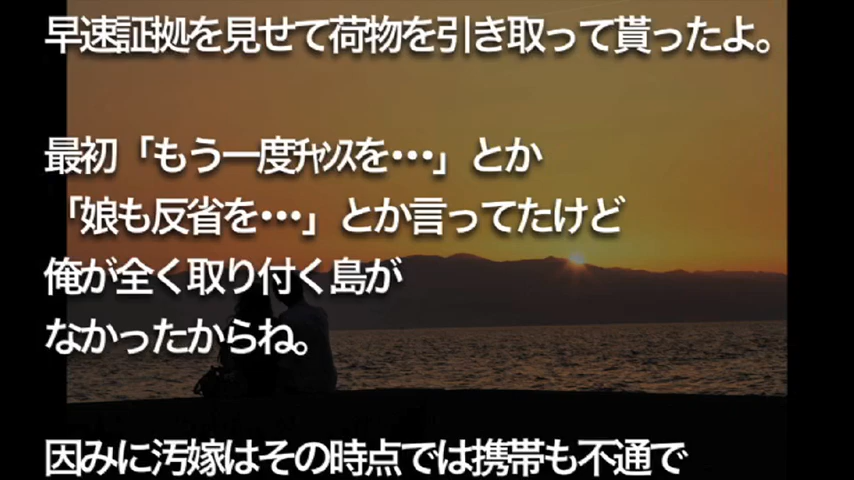 早速証拠を見せて荷物を引き取って貰ったよ。
最初「もう一度ﾁｬﾝｽを・・・」とか
「娘も反省を・・・」とか言ってたけど
俺が全く取り付く島が
なかったからね。
因みに汚嫁はその時点では携帯も不通で